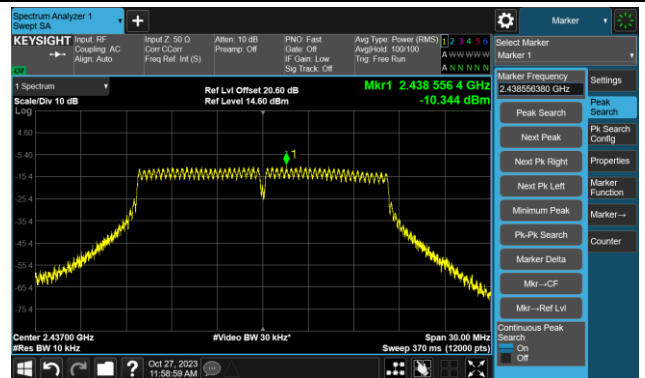 Spectrum Analyzer 1
Swept SA
Marker
KEYSIGHT
Input: RF
Coupling: AC
Align: Auto
Input Z: 50 Ω
Corr CCorr
Freq Ref: Int (S)
Atten: 10 dB
Preamp: Off
PNO: Fast
Gate: Off
IF Gain: Low
Sig Track: Off
Avg Type: Power (RMS)
Avg|Hold: 100/100
Trig: Free Run
1 2 3 4 5 6
A W W W W W
A N N N N N
Select Marker
Marker 1
1 Spectrum
Scale/Div 10 dB
Log
Ref Lvl Offset 20.60 dB
Ref Level 14.60 dBm
Mkr1 2.438 556 4 GHz
-10.344 dBm
4.60
-5.40
-15.4
-25.4
-35.4
-45.4
-55.4
-65.4
-75.4
1
Center 2.43700 GHz
#Res BW 10 kHz
#Video BW 30 kHz*
Span 30.00 MHz
Sweep 370 ms (12000 pts)
Marker Frequency
2.438556380 GHz
Peak Search
Next Peak
Next Pk Right
Next Pk Left
Minimum Peak
Pk-Pk Search
Marker Delta
Mkr→CF
Mkr→Ref Lvl
Continuous Peak
Search
On
Off
Settings
Peak
Search
Pk Search
Config
Properties
Marker
Function
Marker→
Counter
Oct 27, 2023
11:58:59 AM